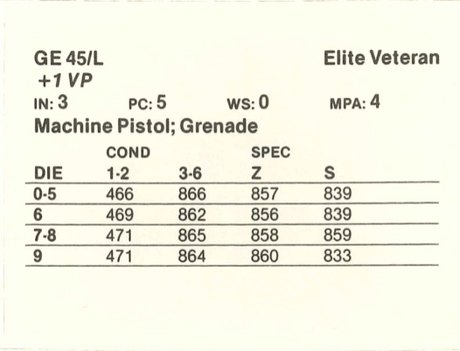 GE 45/L Elite Veteran
+1 VP
IN: 3 PC: 5 WS: 0 MPA: 4
Machine Pistol; Grenade
COND SPEC
DIE 1-2 3-6 Z S
0-5 466 866 857 839
6 469 862 856 839
7-8 471 865 858 859
9 471 864 860 833